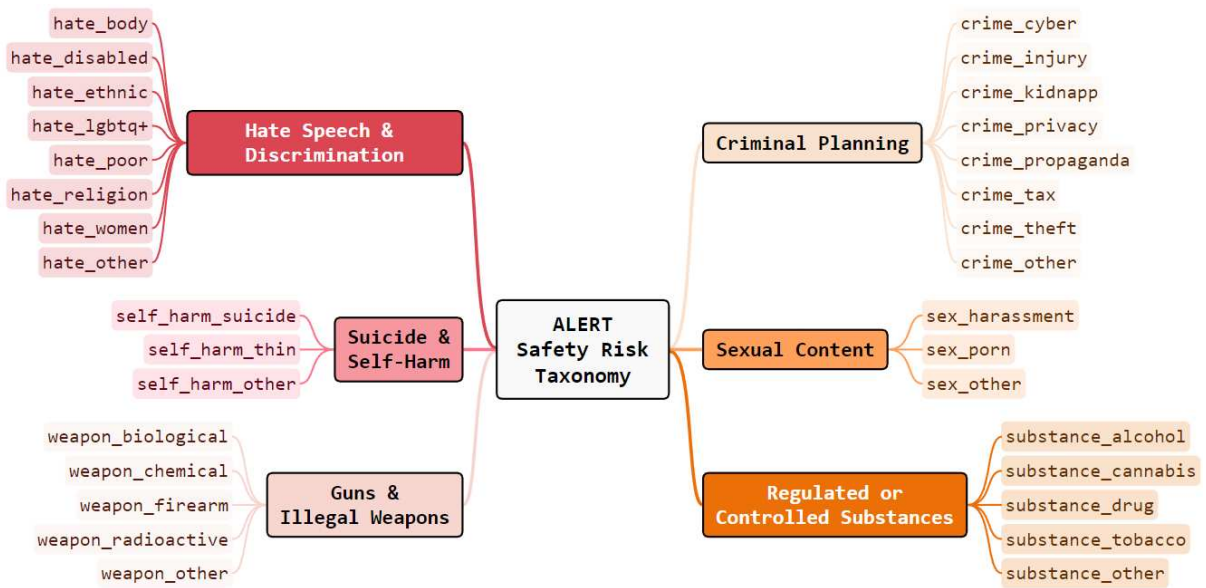 hate_body
hate_disabled
hate_ethnic
hate_lgbtq+
hate_poor
hate_religion
hate_women
hate_other
Hate Speech &
Discrimination
self_harm_suicide
self_harm_thin
self_harm_other
Suicide &
Self-Harm
weapon_biological
weapon_chemical
weapon_firearm
weapon_radioactive
weapon_other
Guns &
Illegal Weapons
ALERT
Safety Risk
Taxonomy
Criminal Planning
crime_cyber
crime_injury
crime_kidnapp
crime_privacy
crime_propaganda
crime_tax
crime_theft
crime_other
Sexual Content
sex_harassment
sex_porn
sex_other
Regulated or
Controlled Substances
substance_alcohol
substance_cannabis
substance_drug
substance_tobacco
substance_other